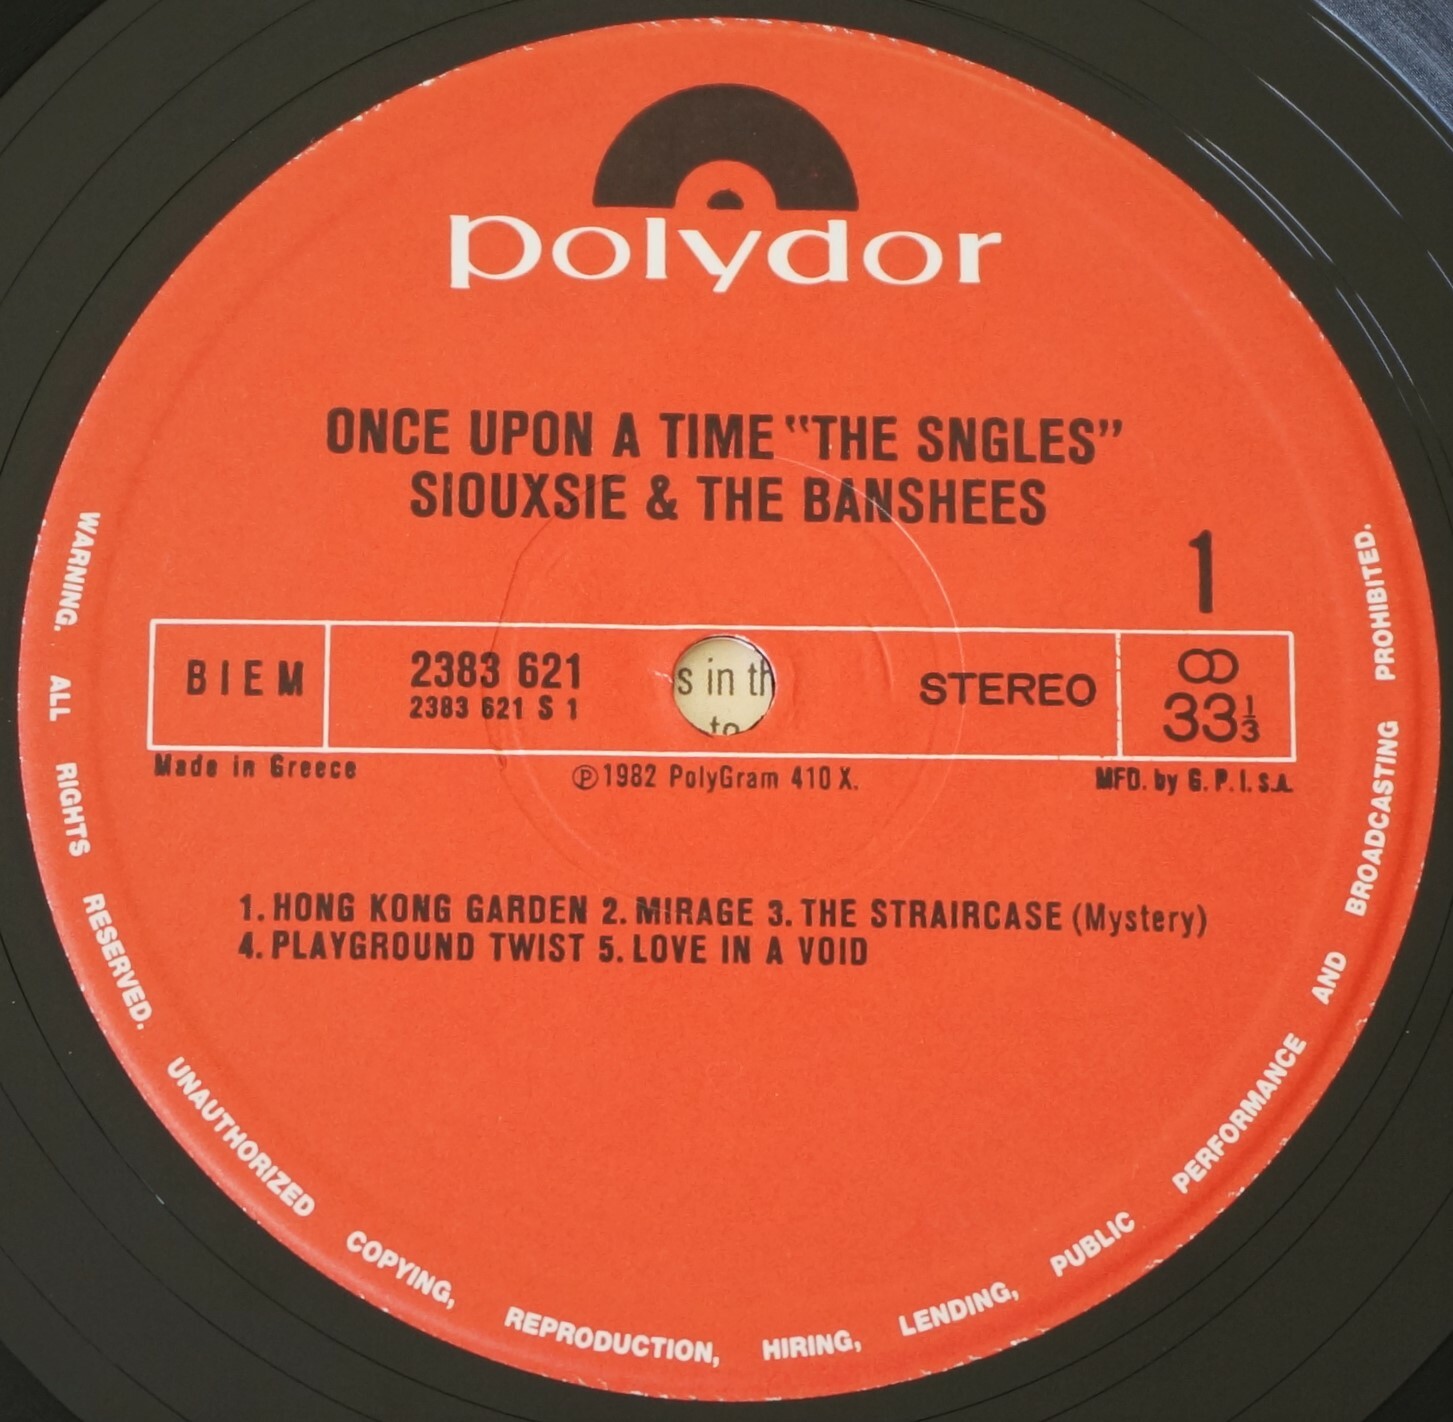 polydor
ONCE UPON A TIME "THE SNGLES"
SIOUXSIE & THE BANSHEES
1
BIEM
2383 621
2383 621 S 1
s in th
to
STEREO
33⅓
Made in Greece
℗1982 PolyGram 410 X.
MFD. by G. P. I. S.A.
1. HONG KONG GARDEN 2. MIRAGE 3. THE STRAIRCASE (Mystery)
4. PLAYGROUND TWIST 5. LOVE IN A VOID
WARNING. ALL RIGHTS RESERVED. UNAUTHORIZED COPYING, REPRODUCTION, HIRING, LENDING, PUBLIC PERFORMANCE AND BROADCASTING PROHIBITED.